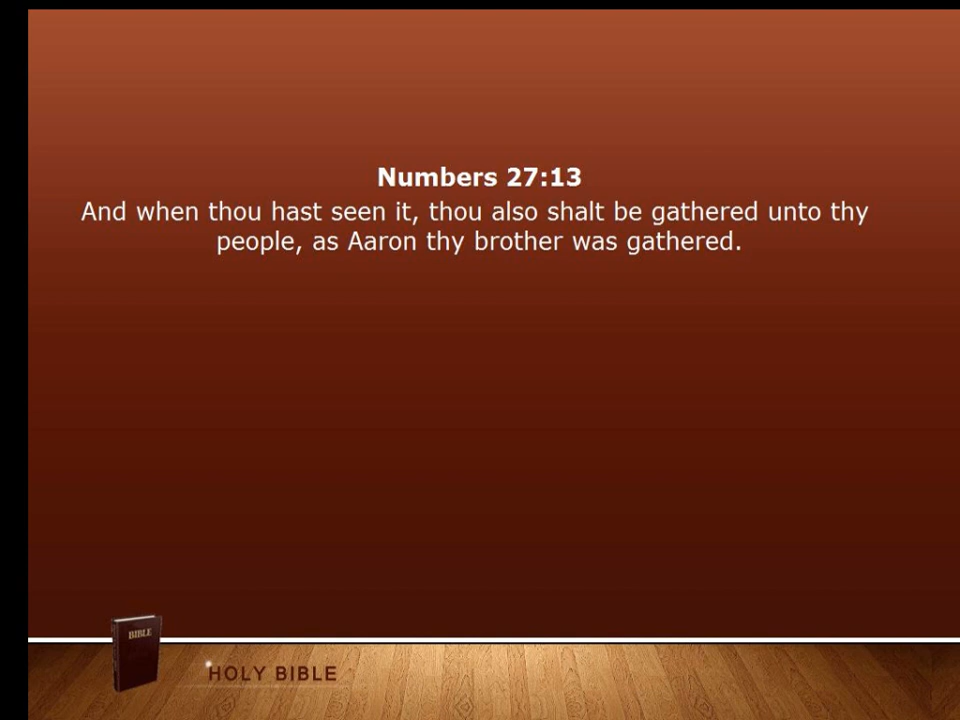 Numbers 27:13
And when thou hast seen it, thou also shalt be gathered unto thy
people, as Aaron thy brother was gathered.
BIBLE
HOLY BIBLE